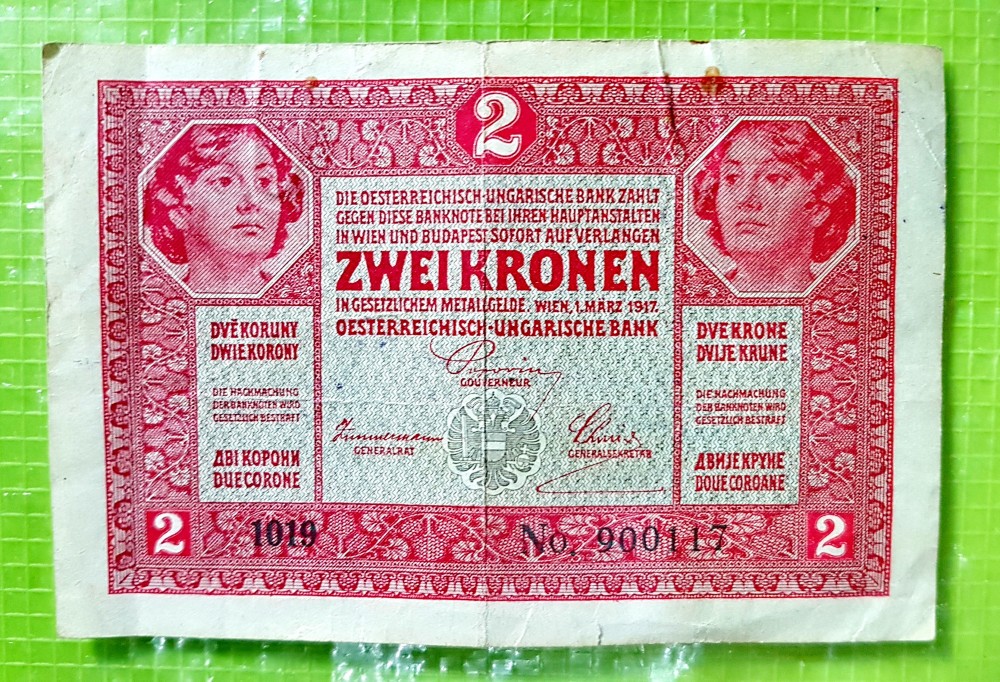 2
DIE OESTERREICHISCH-UNGARISCHE BANK ZAHLT
GEGEN DIESE BANKNOTE BEI IHREN HAUPTANSTALTEN
IN WIEN UND BUDAPEST SOFORT AUF VERLANGEN
ZWEI KRONEN
IN GESETZLICHEM METALLGELDE. WIEN, 1. MÄRZ 1917.
OESTERREICHISCH-UNGARISCHE BANK
GOUVERNEUR
Zimmermann
GENERALRAT
GENERALSEKRETÄR
DVĚ KORUNY
DWIE KORONY
DIE NACHMACHUNG
DER BANKNOTEN WIRD
GESETZLICH BESTRAFT
ДВІ КОРОНИ
DUE CORONE
DVE KRONE
DVIJE KRUNE
DIE NACHMACHUNG
DER BANKNOTEN WIRD
GESETZLICH BESTRAFT
ДВИЈЕ КРУНЕ
DOUE COROANE
2
1019
No. 900117
2